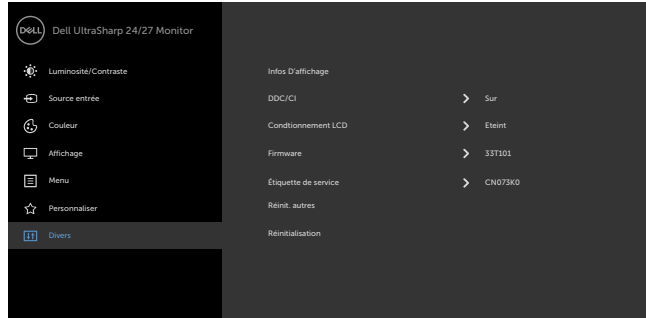 DELL Dell UltraSharp 24/27 Monitor
Luminosité/Contraste
Infos D'affichage
Source entrée
DDC/CI
Sur
Couleur
Condtionnement LCD
Eteint
Affichage
Firmware
33T101
Menu
Étiquette de service
CN073K0
Personnaliser
Réinit. autres
Divers
Réinitialisation